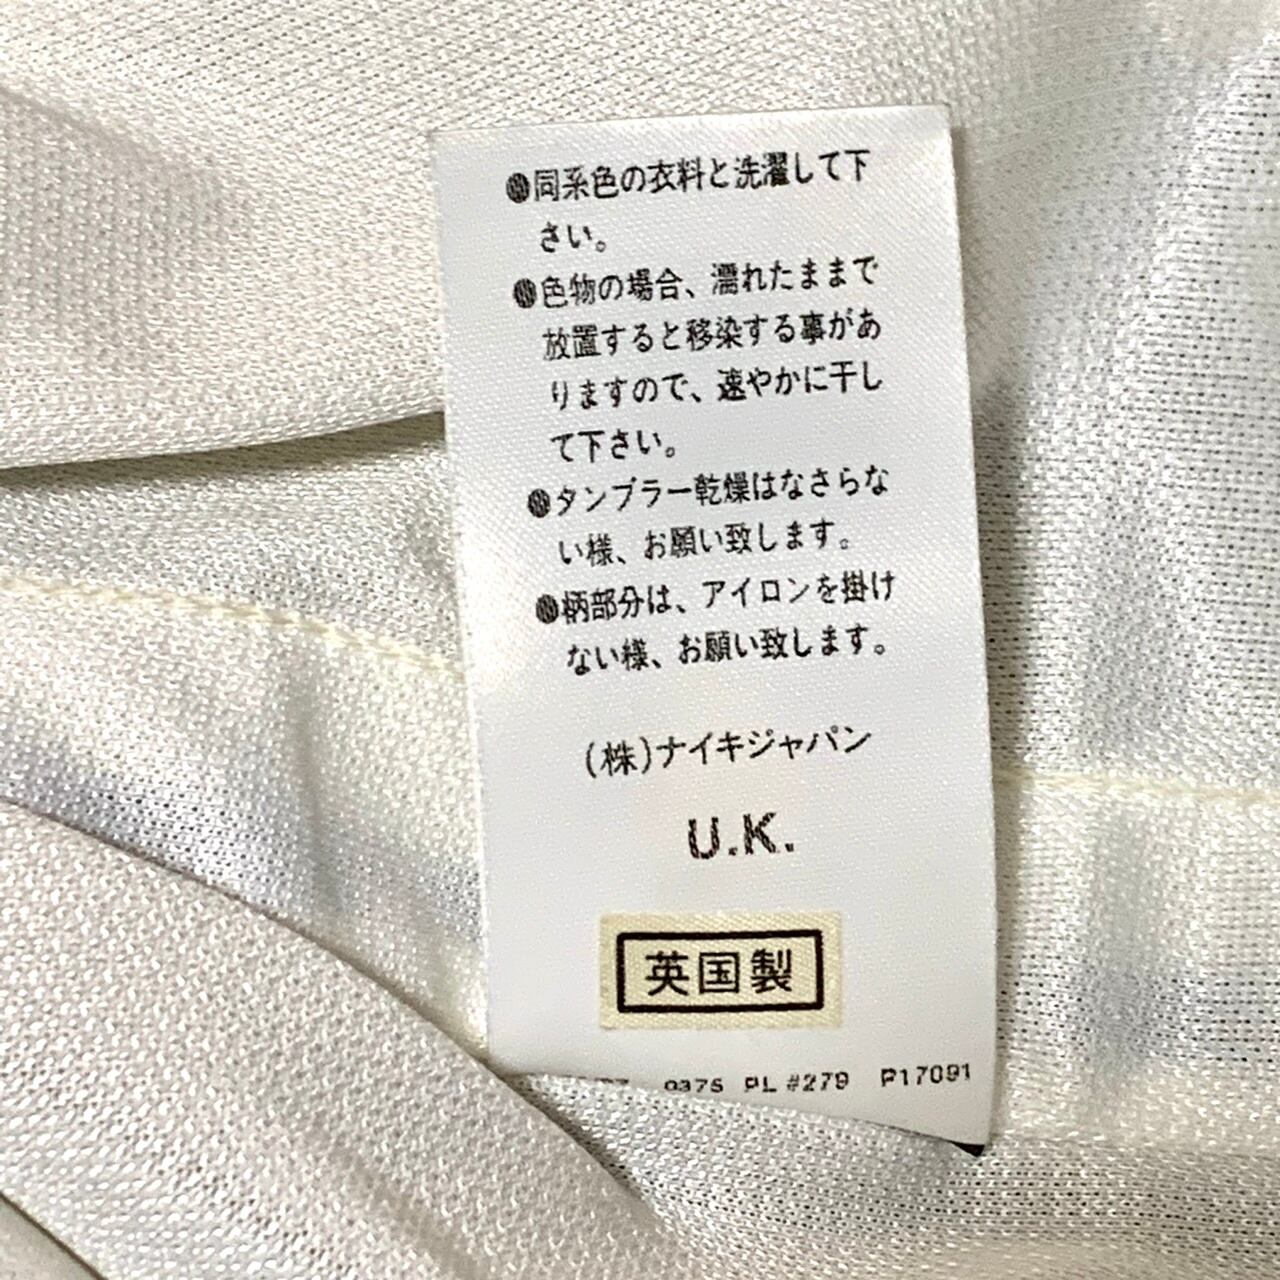 ●同系色の衣料と洗濯して下
さい。
●色物の場合、濡れたままで
放置すると移染する事があ
りますので、速やかに干し
て下さい。
●タンブラー乾燥はなさらな
い様、お願い致します。
●柄部分は、アイロンを掛け
ない様、お願い致します。
(株)ナイキジャパン
U.K.
英国製
0375 PL #279 P17091